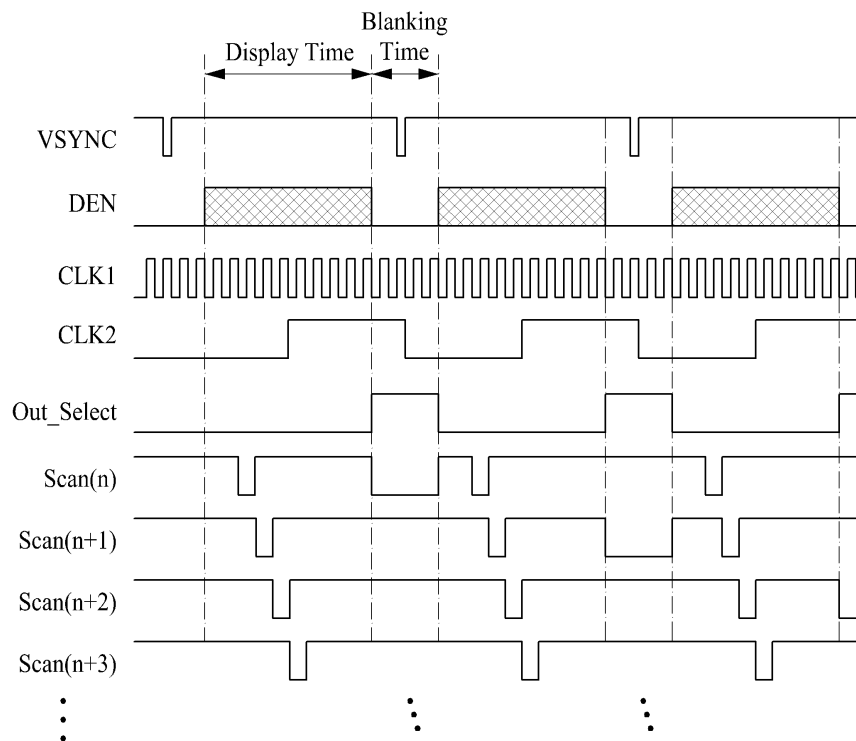 Blanking
Display Time
Time
VSYNC
DEN
CLK1
CLK2
Out_Select
Scan(n)
Scan(n+1)
Scan(n+2)
Scan(n+3)